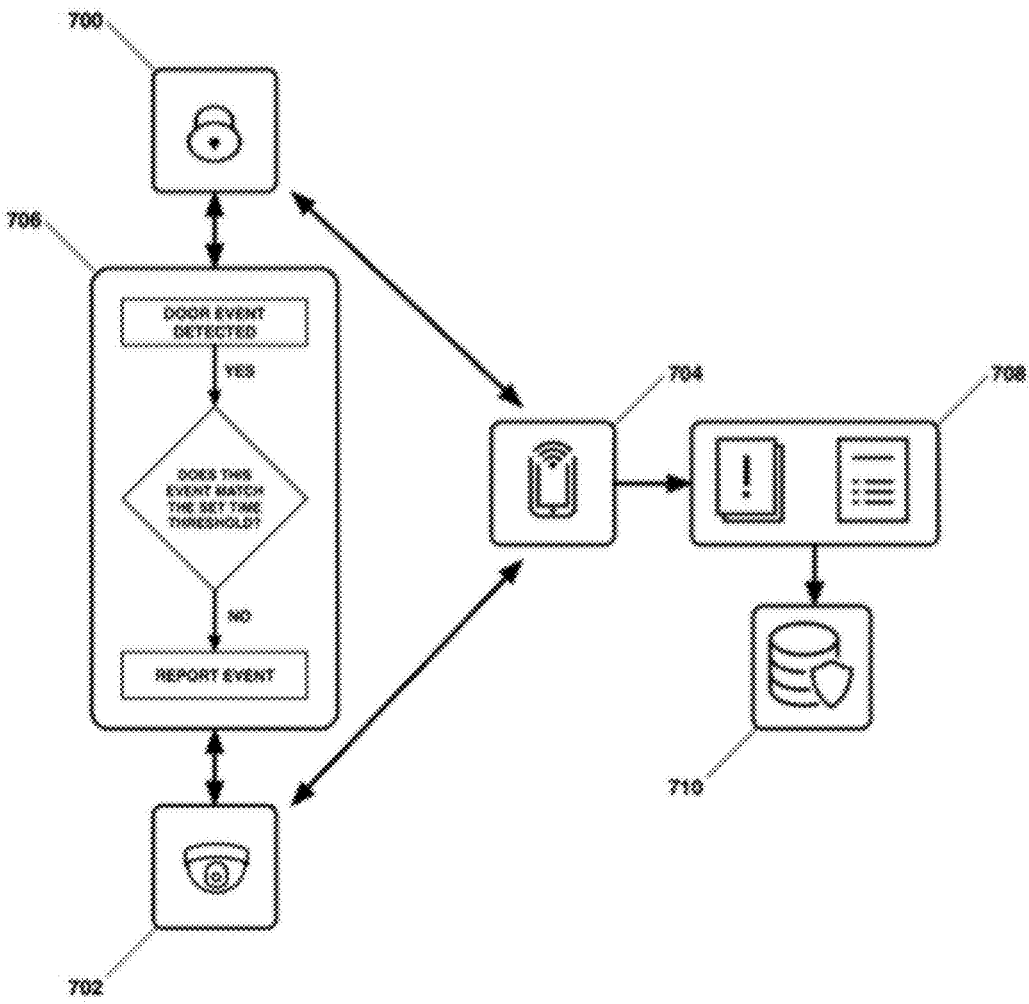 700
706
DOOR EVENT
DETECTED
YES
DOES THIS
EVENT MATCH
THE SET TIME
THRESHOLD?
NO
REPORT EVENT
704
708
710
702